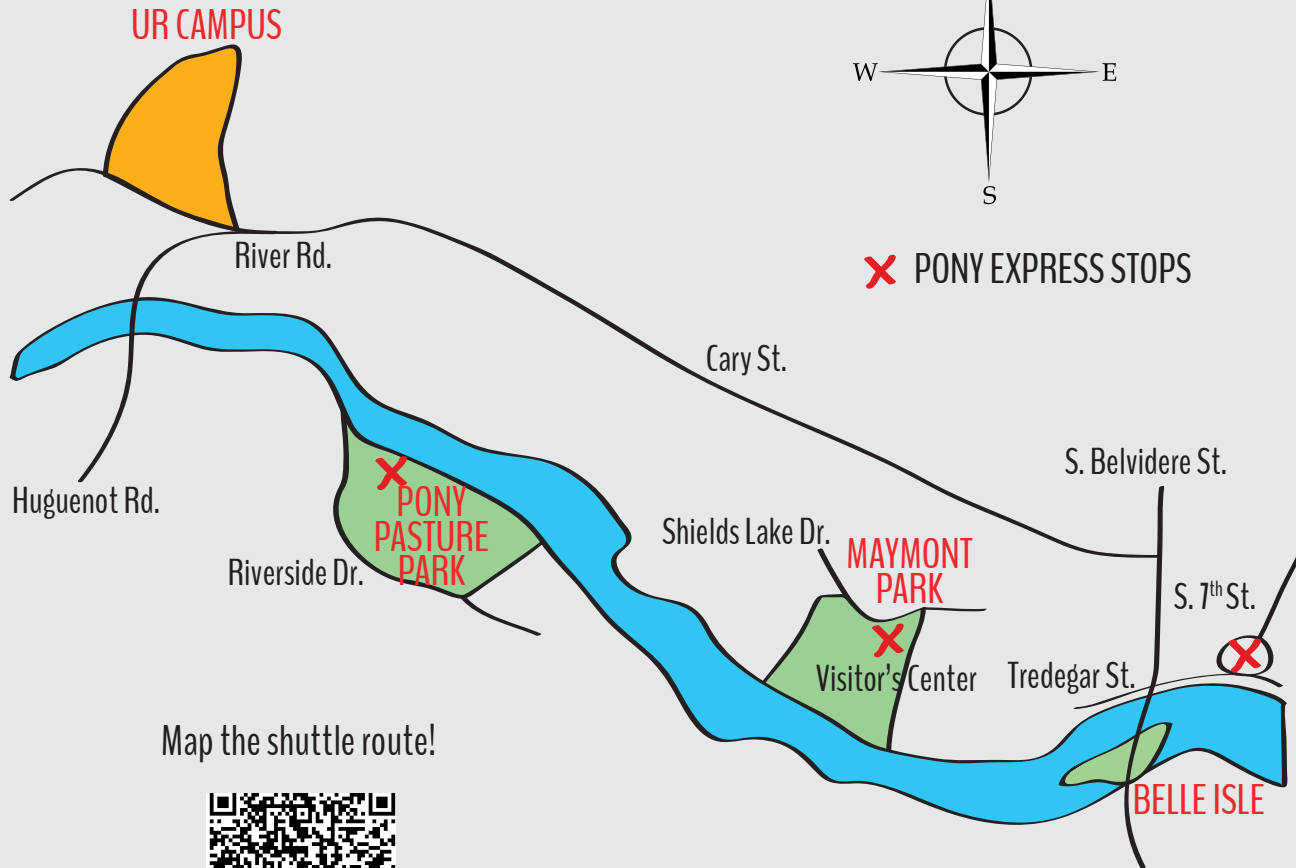 UR CAMPUS
W
E
S
River Rd.
PONY EXPRESS STOPS
Cary St.
S. Belvidere St.
Huguenot Rd.
PONY
PASTURE
PARK
Shields Lake Dr.
MAYMONT
PARK
Riverside Dr.
S. 7th St.
Visitor's Center
Tredegar St.
Map the shuttle route!
BELLE ISLE